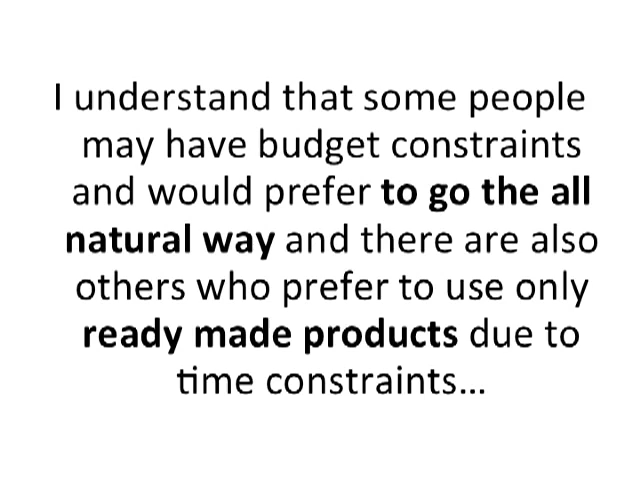 I understand that some people
may have budget constraints
and would prefer to go the all
natural way and there are also
others who prefer to use only
ready made products due to
time constraints...